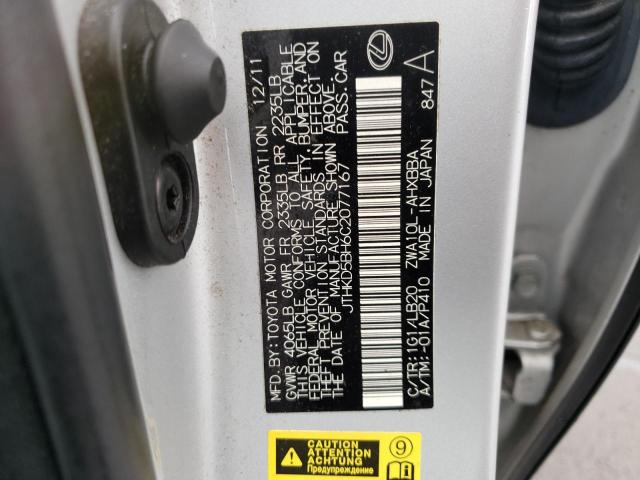 MFD.BY:TOYOTA MOTOR CORPORATION 12/11
GVWR 4065LB GAWR FR 2335LB RR 2235LB
THIS VEHICLE CONFORMS TO ALL APPLICABLE
FEDERAL MOTOR VEHICLE SAFETY, BUMPER, AND
THEFT PREVENTION STANDARDS IN EFFECT ON
THE DATE OF MANUFACTURE SHOWN ABOVE.
JTHKD5BH6C2077167 PASS.CAR
C/TR:1G1/LB20 ZWA10L-AHXBBA 847A
A/TM:-01A/P410 MADE IN JAPAN
CAUTION
ATTENTION
ACHTUNG
Предупреждение
9